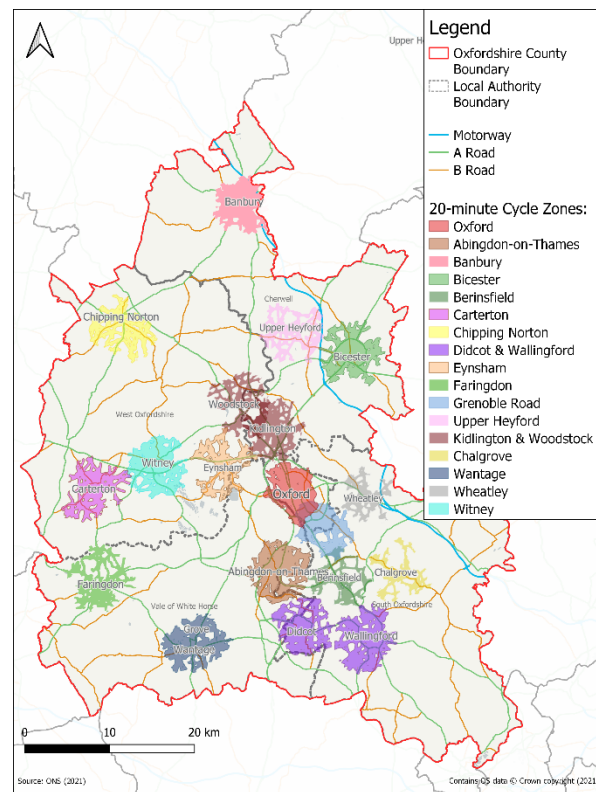 Legend
Oxfordshire County
Boundary
Local Authority
Boundary
Motorway
A Road
B Road
20-minute Cycle Zones:
Oxford
Abingdon-on-Thames
Banbury
Bicester
Berinsfield
Carterton
Chipping Norton
Didcot & Wallingford
Eynsham
Faringdon
Grenoble Road
Upper Heyford
Kidlington & Woodstock
Chalgrove
Wantage
Wheatley
Witney
Upper He
Banbury
Cherwell
Chipping Norton
Upper Heyford
Bicester
Woodstock
Kidlington
West Oxfordshire
Witney
Eynsham
Carterton
Oxford
Wheatley
Abingdon-on-Thames
Berinsfield
Chalgrove
Faringdon
Vale of White Horse
South Oxfordshire
Grove
Wantage
Didcot
Wallingford
0 10 20 km
Source: ONS (2021)
Contains OS data © Crown copyright (2021